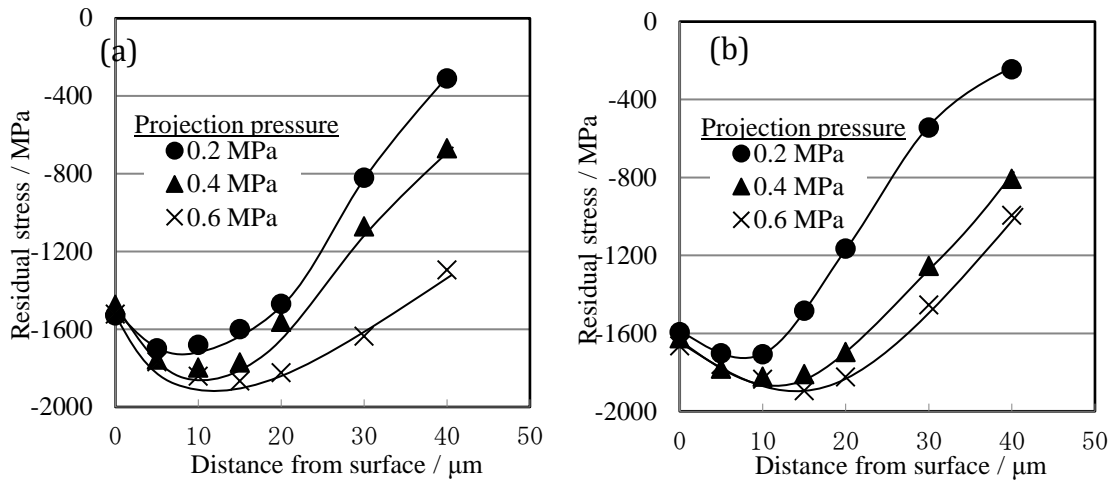 (a)
0
-400
-800
-1200
-1600
-2000
Residual stress / MPa
Projection pressure
0.2 MPa
0.4 MPa
0.6 MPa
0 10 20 30 40 50
Distance from surface / μm
(b)
0
-400
-800
-1200
-1600
-2000
Residual stress / MPa
Projection pressure
0.2 MPa
0.4 MPa
0.6 MPa
0 10 20 30 40 50
Distance from surface / μm